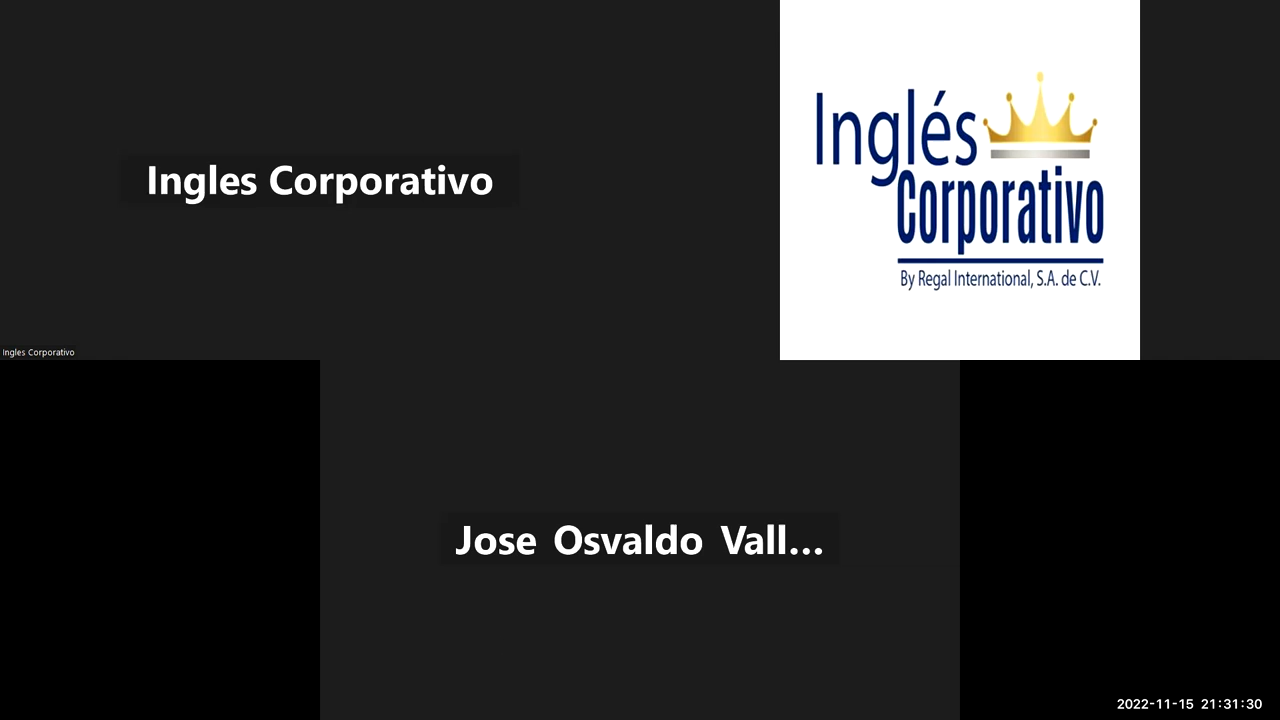 Ingles Corporativo
Inglés
Corporativo
By Regal International, S.A. de C.V.
Ingles Corporativo
Jose Osvaldo Vall...
2022-11-15 21:31:30